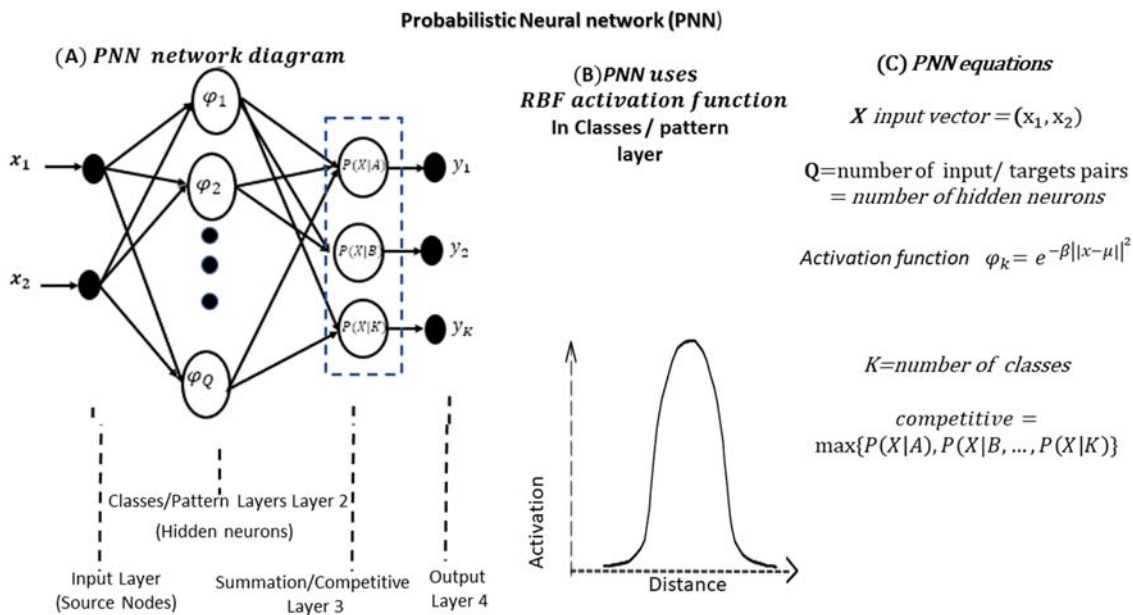 Probabilistic Neural network (PNN)
(A) PNN network diagram
φ₁
x₁
φ₂
P(X|A)
y₁
P(X|B)
y₂
x₂
P(X|K)
y_K
φ_Q
Classes/Pattern Layers Layer 2
(Hidden neurons)
Input Layer
(Source Nodes)
Summation/Competitive
Layer 3
Output
Layer 4
(B) PNN uses
RBF activation function
In Classes / pattern
layer
Activation
Distance
(C) PNN equations
X input vector = (x₁, x₂)
Q=number of input/ targets pairs
= number of hidden neurons
Activation function φₖ = e^{-β||x-μ||²}
K=number of classes
competitive =
max{P(X|A), P(X|B, ..., P(X|K)}